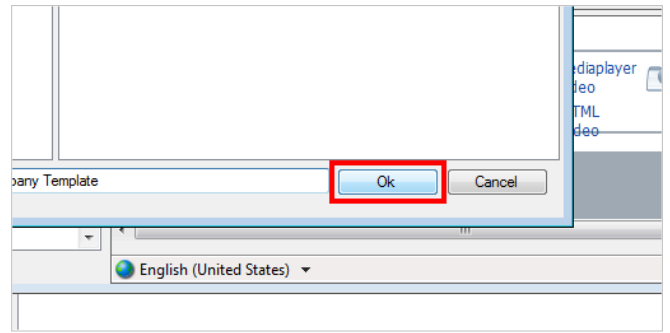 ediaplayer
deo
TML
deo
pany Template
Ok
Cancel
English (United States)